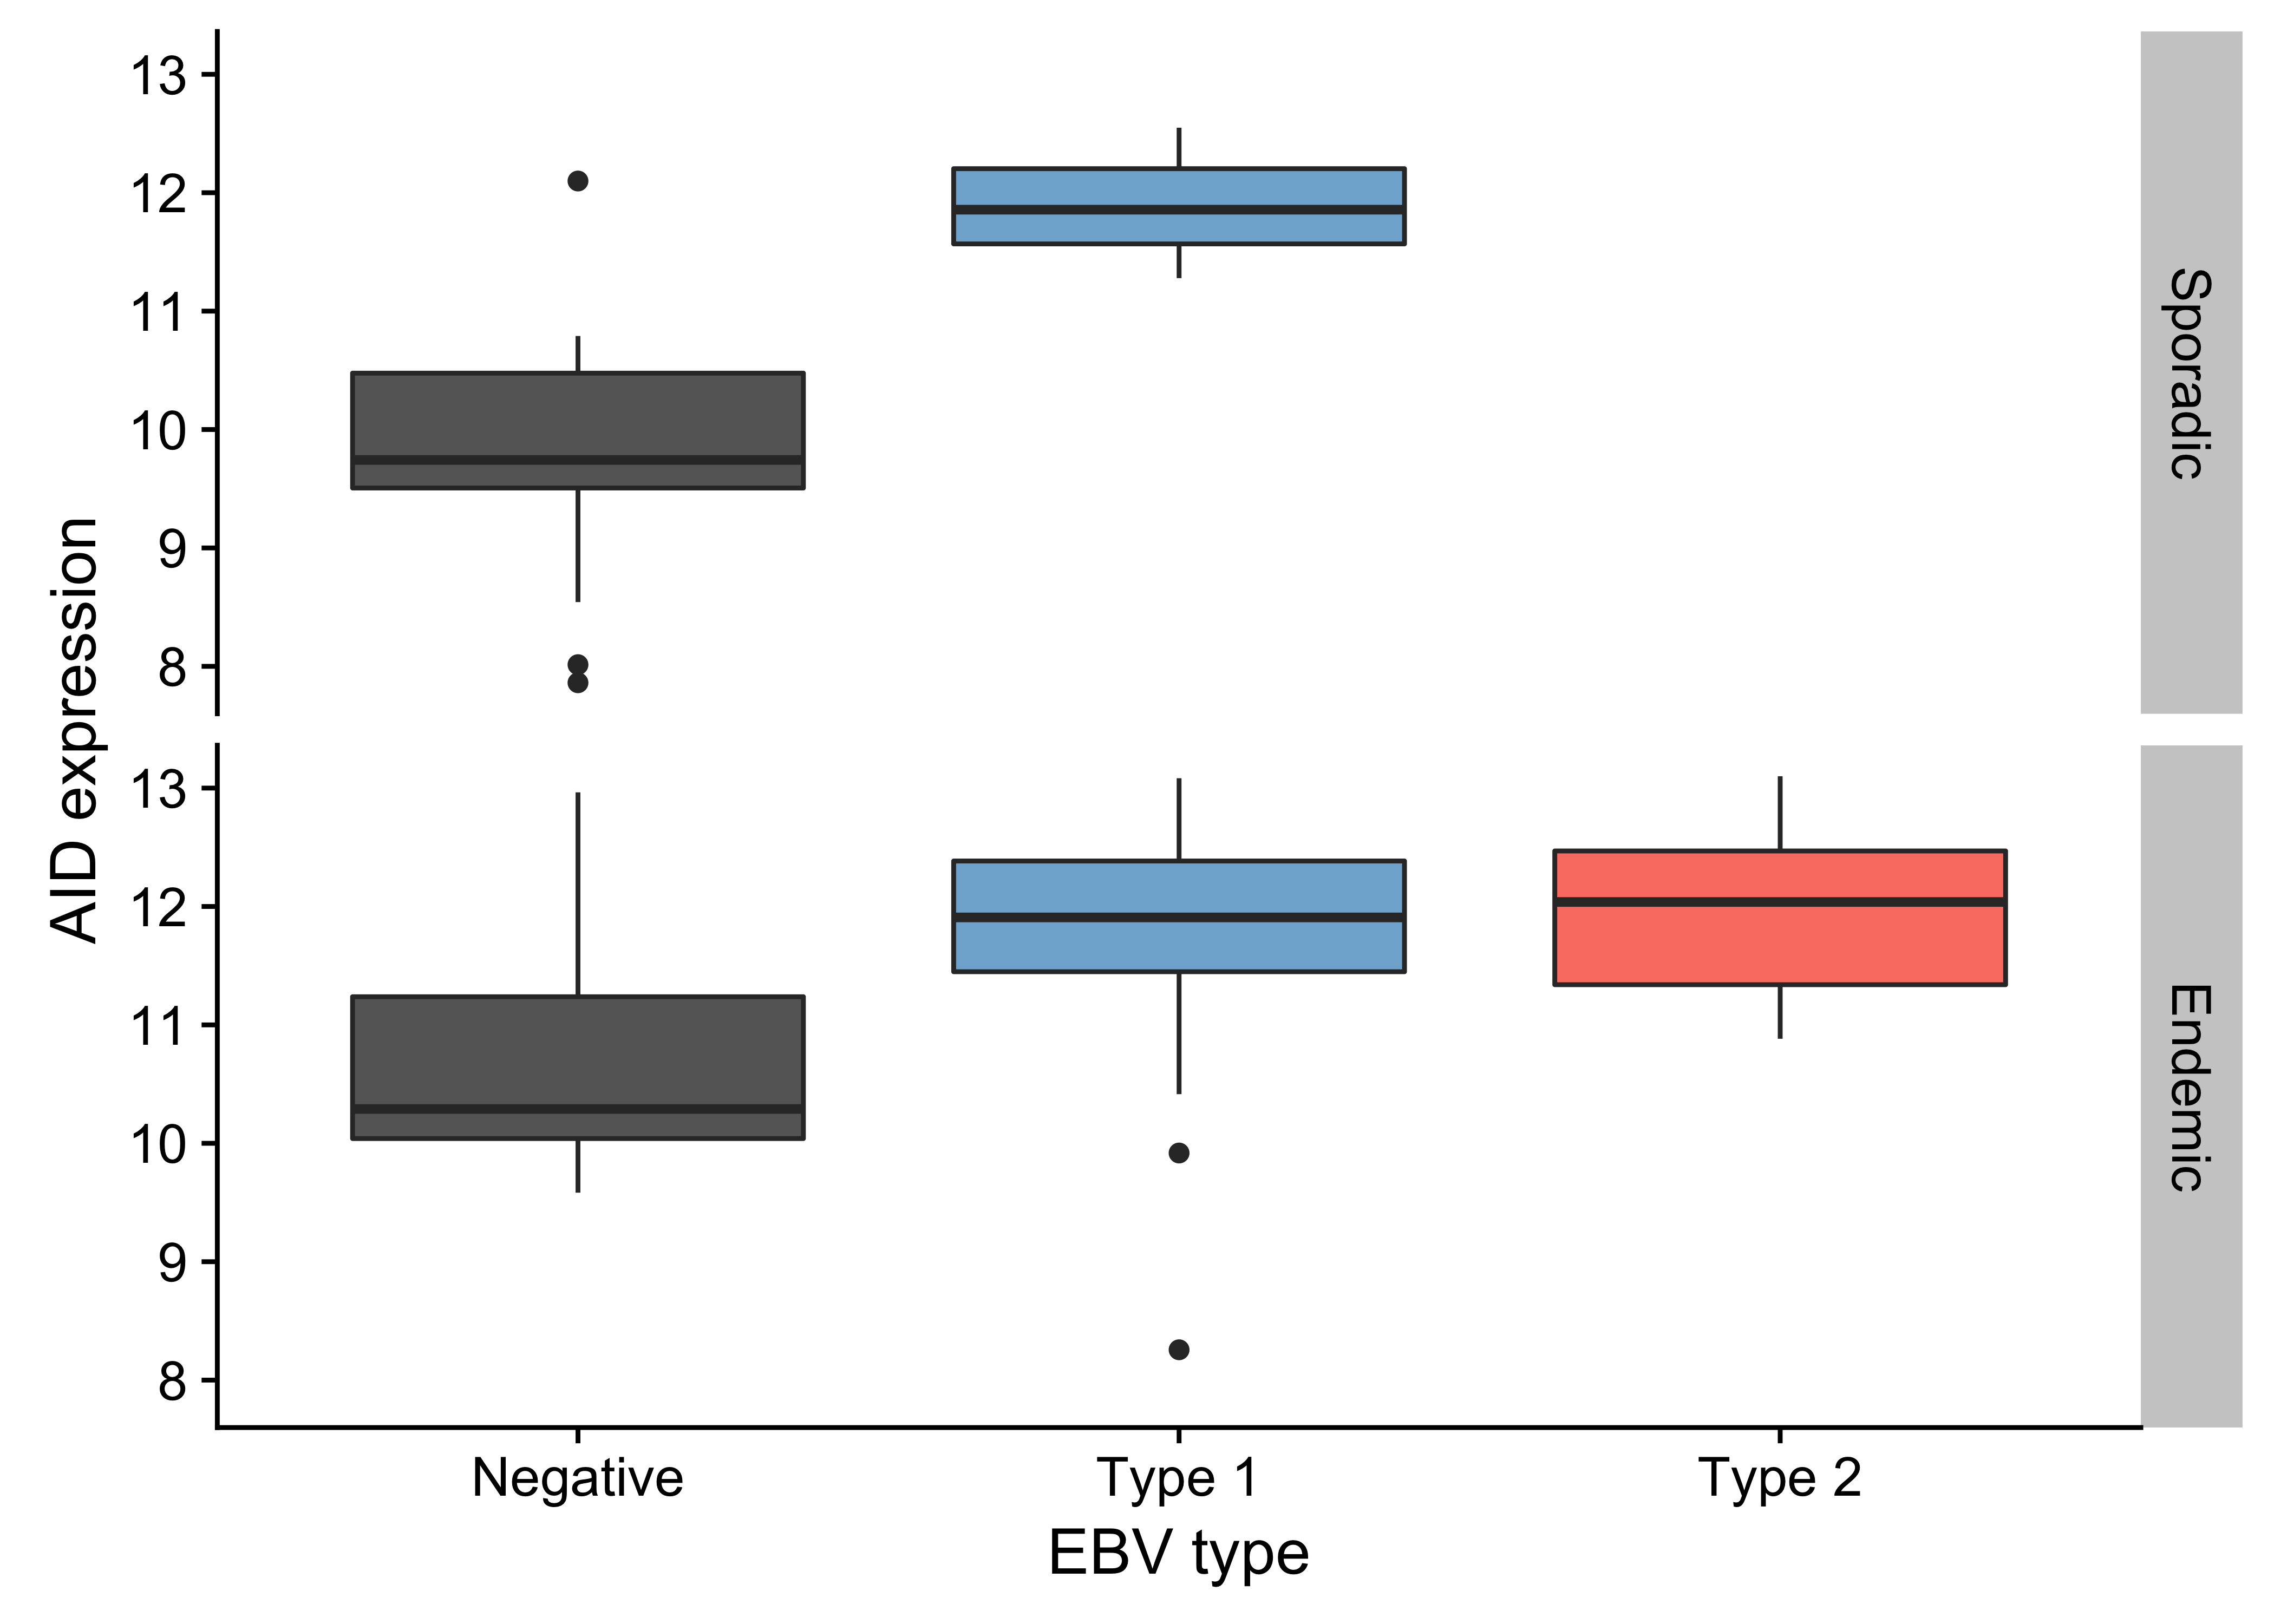 AID expression
13
12
11
10
9
8
Sporadic
13
12
11
10
9
8
Endemic
Negative Type 1 Type 2
EBV type